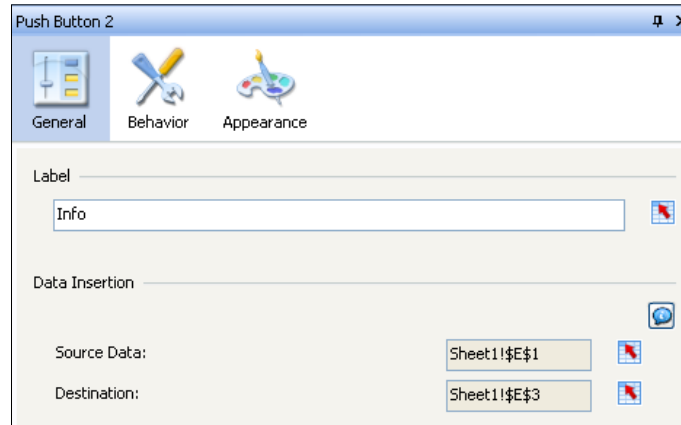 Push Button 2
General Behavior Appearance
Label
Info
Data Insertion
Source Data: Sheet1!$E$1
Destination: Sheet1!$E$3